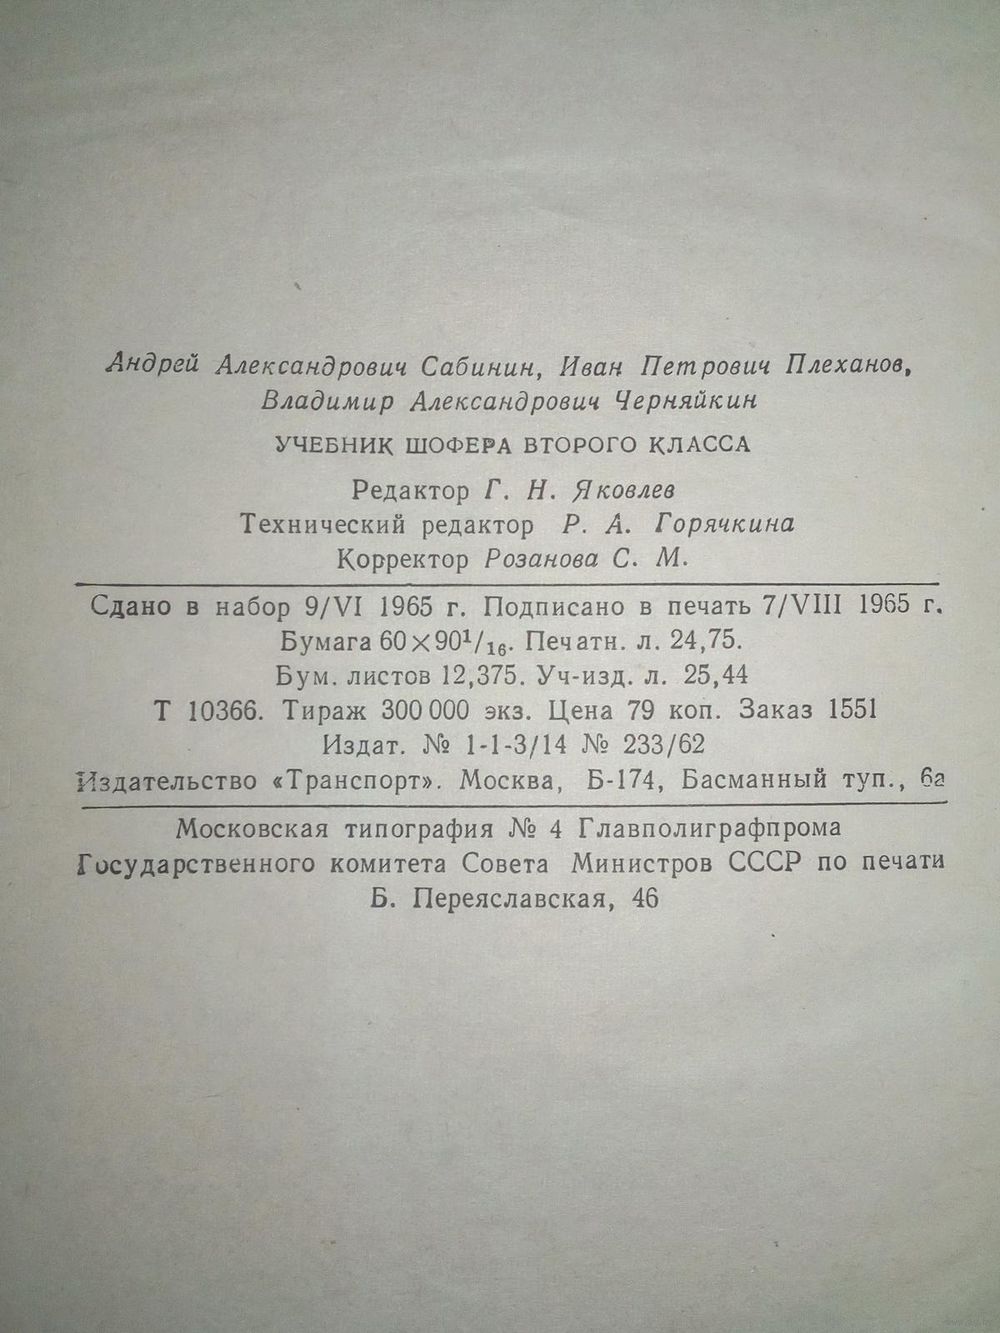 Андрей Александрович Сабинин, Иван Петрович Плеханов,
Владимир Александрович Черняйкин
УЧЕБНИК ШОФЕРА ВТОРОГО КЛАССА
Редактор Г. Н. Яковлев
Технический редактор Р. А. Горячкина
Корректор Розанова С. М.
Сдано в набор 9/VI 1965 г. Подписано в печать 7/VIII 1965 г.
Бумага 60×90¹/₁₆. Печатн. л. 24,75.
Бум. листов 12,375. Уч-изд. л. 25,44
Т 10366. Тираж 300 000 экз. Цена 79 коп. Заказ 1551
Издат. № 1-1-3/14 № 233/62
Издательство «Транспорт». Москва, Б-174, Басманный туп., 6а
Московская типография № 4 Главполиграфпрома
Государственного комитета Совета Министров СССР по печати
Б. Переяславская, 46